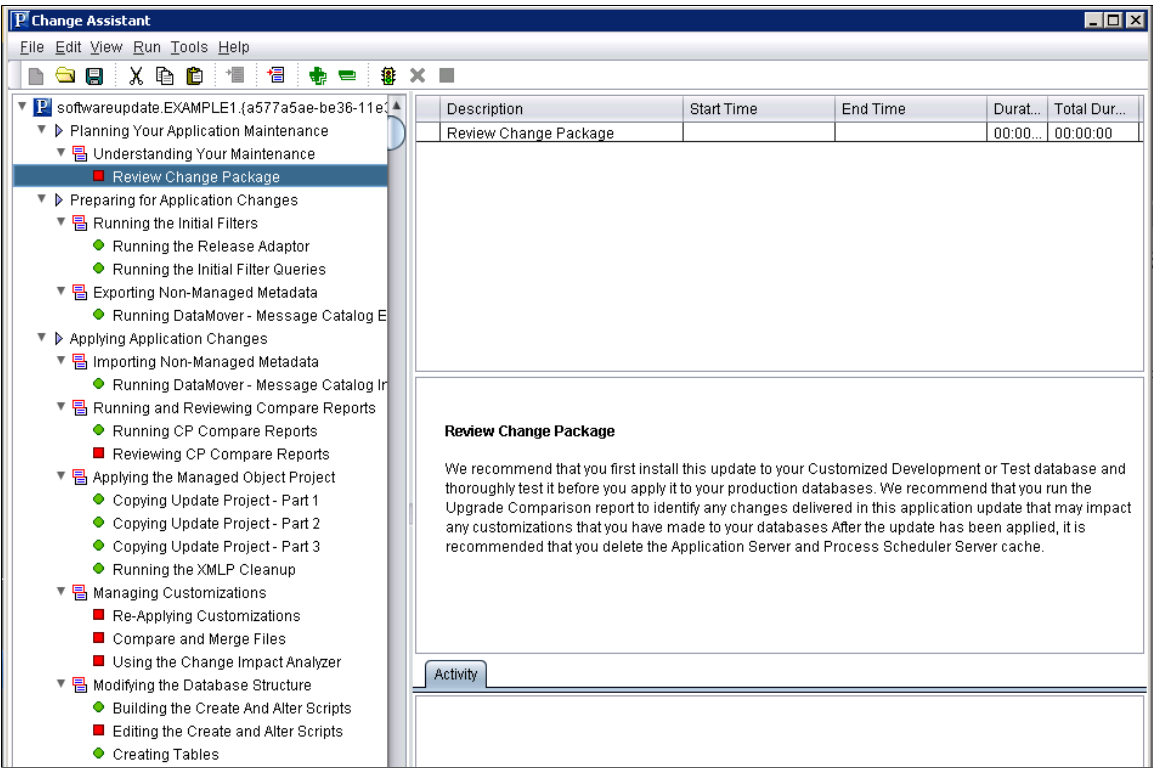 Change Assistant
File Edit View Run Tools Help
softwareupdate.EXAMPLE1.{a577a5ae-be36-11e3
Planning Your Application Maintenance
Understanding Your Maintenance
Review Change Package
Preparing for Application Changes
Running the Initial Filters
Running the Release Adaptor
Running the Initial Filter Queries
Exporting Non-Managed Metadata
Running DataMover - Message Catalog E
Applying Application Changes
Importing Non-Managed Metadata
Running DataMover - Message Catalog In
Running and Reviewing Compare Reports
Running CP Compare Reports
Reviewing CP Compare Reports
Applying the Managed Object Project
Copying Update Project - Part 1
Copying Update Project - Part 2
Copying Update Project - Part 3
Running the XMLP Cleanup
Managing Customizations
Re-Applying Customizations
Compare and Merge Files
Using the Change Impact Analyzer
Modifying the Database Structure
Building the Create And Alter Scripts
Editing the Create and Alter Scripts
Creating Tables
Description Start Time End Time Durat... Total Dur...
Review Change Package 00:00... 00:00:00
Review Change Package
We recommend that you first install this update to your Customized Development or Test database and
thoroughly test it before you apply it to your production databases. We recommend that you run the
Upgrade Comparison report to identify any changes delivered in this application update that may impact
any customizations that you have made to your databases After the update has been applied, it is
recommended that you delete the Application Server and Process Scheduler Server cache.
Activity